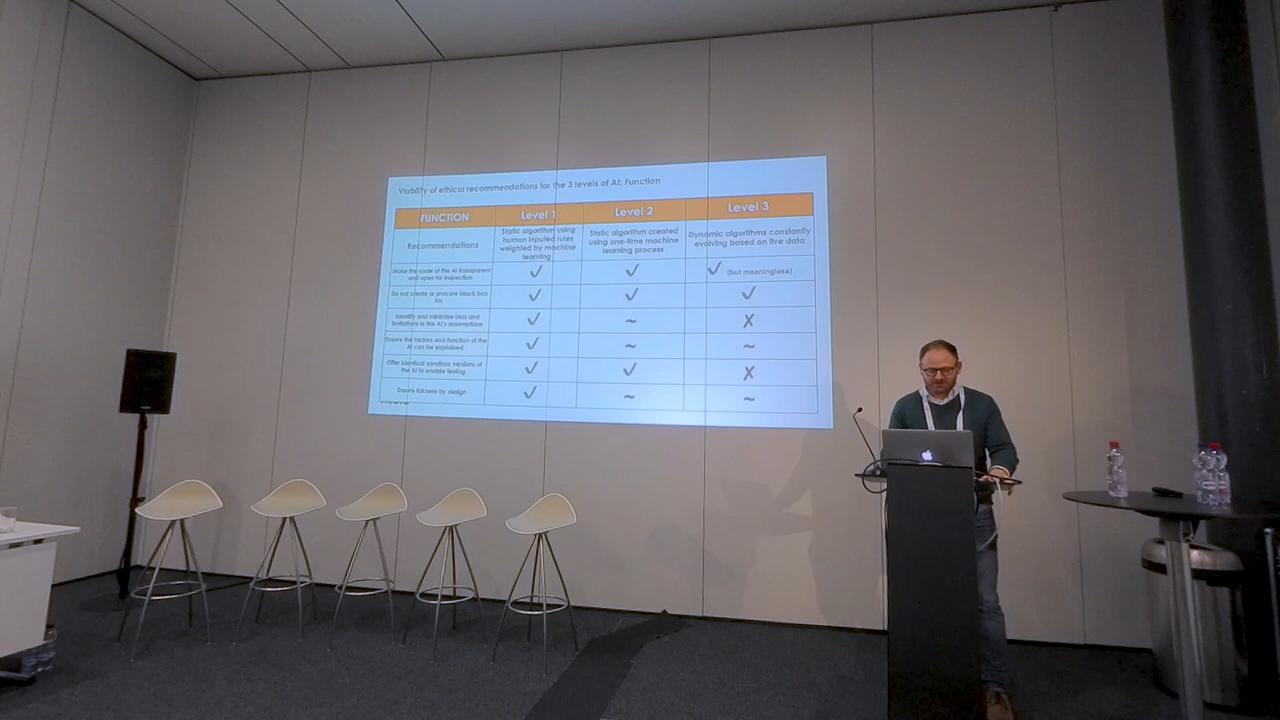 Viability of ethical recommendations for the 3 levels of AI: Function
FUNCTION Level 1 Level 2 Level 3
Recommendations
Static algorithm using
human inputed rules
weighted by machine
learning
Static algorithm created
using one-time machine
learning process
Dynamic algorithms constantly
evolving based on live data
Make the code of the AI transparent
and open for inspection
✓ ✓ ✓ (but meaningless)
Do not create or procure black box
AIs
✓ ✓ ✓
Identify and minimise bias and
limitations in the AI's assumptions
✓ ~ ✗
Ensure the factors and function of the
AI can be explained
✓ ~ ~
Offer identical sandbox versions of
the AI to enable testing
✓ ✓ ✗
Ensure fairness by design
✓ ~ ~